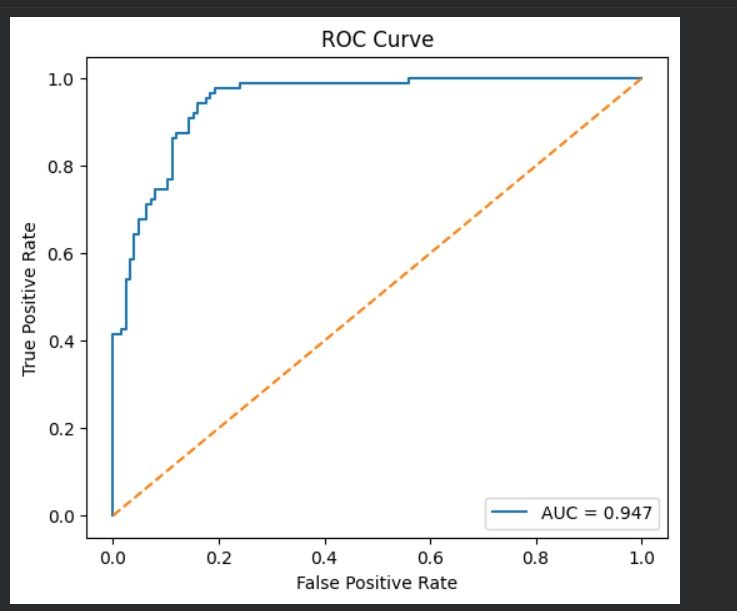 ROC Curve
1.0
0.8
0.6
0.4
0.2
0.0
True Positive Rate
AUC = 0.947
0.0 0.2 0.4 0.6 0.8 1.0
False Positive Rate